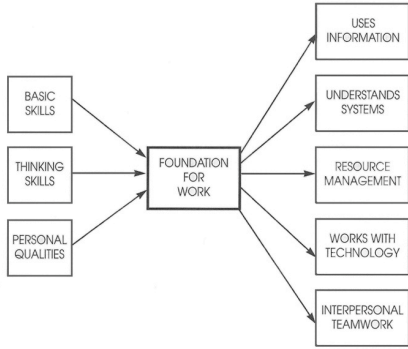 BASIC
SKILLS
THINKING
SKILLS
PERSONAL
QUALITIES
FOUNDATION
FOR
WORK
USES
INFORMATION
UNDERSTANDS
SYSTEMS
RESOURCE
MANAGEMENT
WORKS WITH
TECHNOLOGY
INTERPERSONAL
TEAMWORK